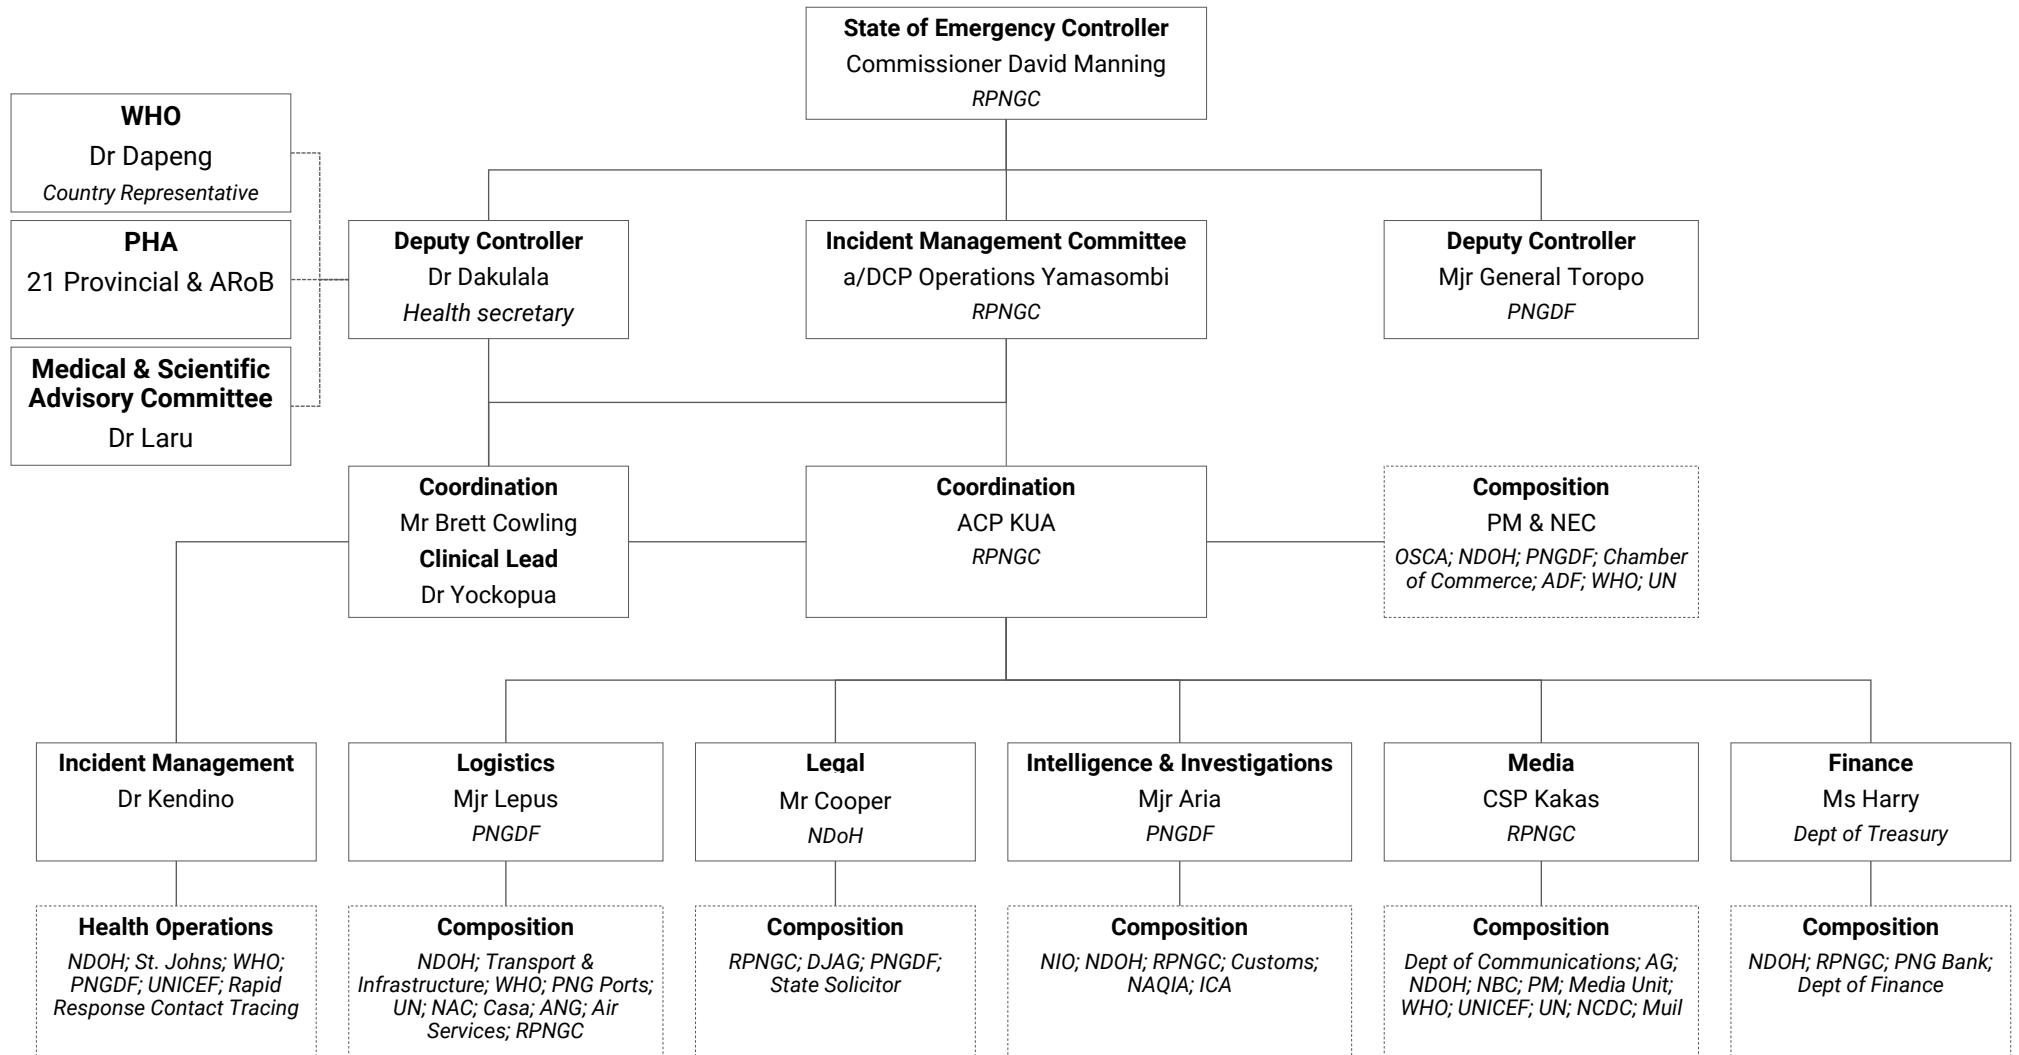 State of Emergency Controller
Commissioner David Manning
RPNGC
WHO
Dr Dapeng
Country Representative
PHA
21 Provincial & ARoB
Medical & Scientific
Advisory Committee
Dr Laru
Deputy Controller
Dr Dakulala
Health secretary
Incident Management Committee
a/DCP Operations Yamasombi
RPNGC
Deputy Controller
Mjr General Toropo
PNGDF
Coordination
Mr Brett Cowling
Clinical Lead
Dr Yockopua
Coordination
ACP KUA
RPNGC
Composition
PM & NEC
OSCA; NDOH; PNGDF; Chamber
of Commerce; ADF; WHO; UN
Incident Management
Dr Kendino
Logistics
Mjr Lepus
PNGDF
Legal
Mr Cooper
NDoH
Intelligence & Investigations
Mjr Aria
PNGDF
Media
CSP Kakas
RPNGC
Finance
Ms Harry
Dept of Treasury
Health Operations
NDOH; St. Johns; WHO;
PNGDF; UNICEF; Rapid
Response Contact Tracing
Composition
NDOH; Transport &
Infrastructure; WHO; PNG Ports;
UN; NAC; Casa; ANG; Air
Services; RPNGC
Composition
RPNGC; DJAG; PNGDF;
State Solicitor
Composition
NIO; NDOH; RPNGC; Customs;
NAQIA; ICA
Composition
Dept of Communications; AG;
NDOH; NBC; PM; Media Unit;
WHO; UNICEF; UN; NCDC; Muil
Composition
NDOH; RPNGC; PNG Bank;
Dept of Finance